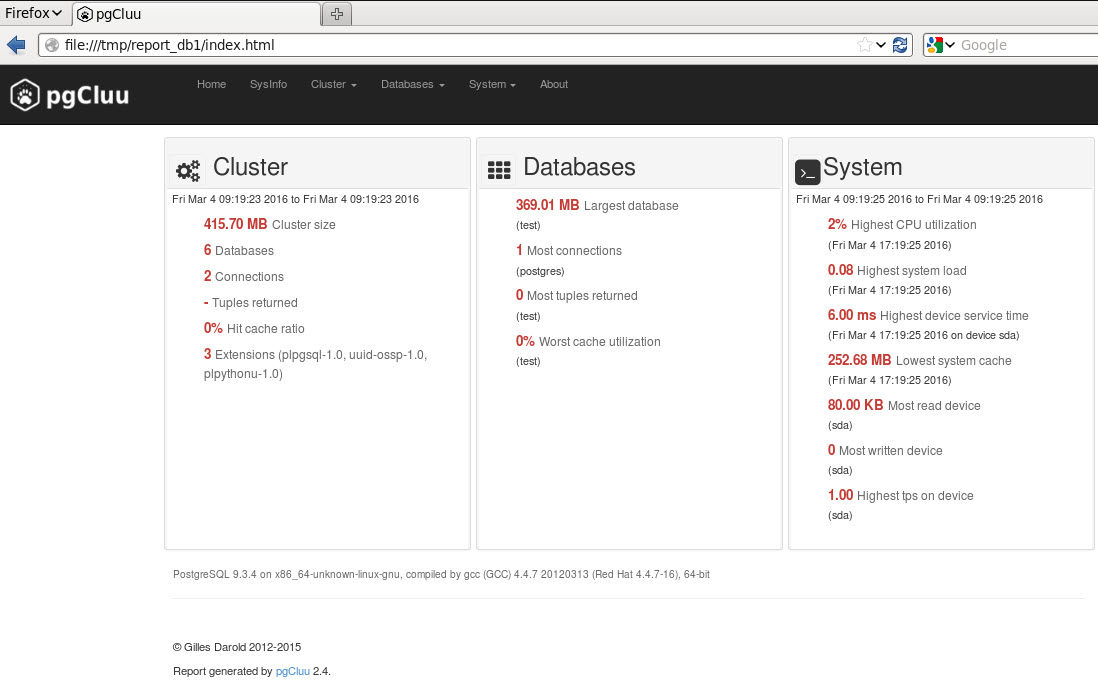 Firefox
pgCluu
file:///tmp/report_db1/index.html
Google
pgCluu
Home SysInfo Cluster Databases System About
Cluster
Fri Mar 4 09:19:23 2016 to Fri Mar 4 09:19:23 2016
415.70 MB Cluster size
6 Databases
2 Connections
- Tuples returned
0% Hit cache ratio
3 Extensions (plpgsql-1.0, uuid-ossp-1.0,
plpythonu-1.0)
Databases
369.01 MB Largest database
(test)
1 Most connections
(postgres)
0 Most tuples returned
(test)
0% Worst cache utilization
(test)
>_
System
Fri Mar 4 09:19:25 2016 to Fri Mar 4 09:19:25 2016
2% Highest CPU utilization
(Fri Mar 4 17:19:25 2016)
0.08 Highest system load
(Fri Mar 4 17:19:25 2016)
6.00 ms Highest device service time
(Fri Mar 4 17:19:25 2016 on device sda)
252.68 MB Lowest system cache
(Fri Mar 4 17:19:25 2016)
80.00 KB Most read device
(sda)
0 Most written device
(sda)
1.00 Highest tps on device
(sda)
PostgreSQL 9.3.4 on x86_64-unknown-linux-gnu, compiled by gcc (GCC) 4.4.7 20120313 (Red Hat 4.4.7-16), 64-bit
© Gilles Darold 2012-2015
Report generated by pgCluu 2.4.